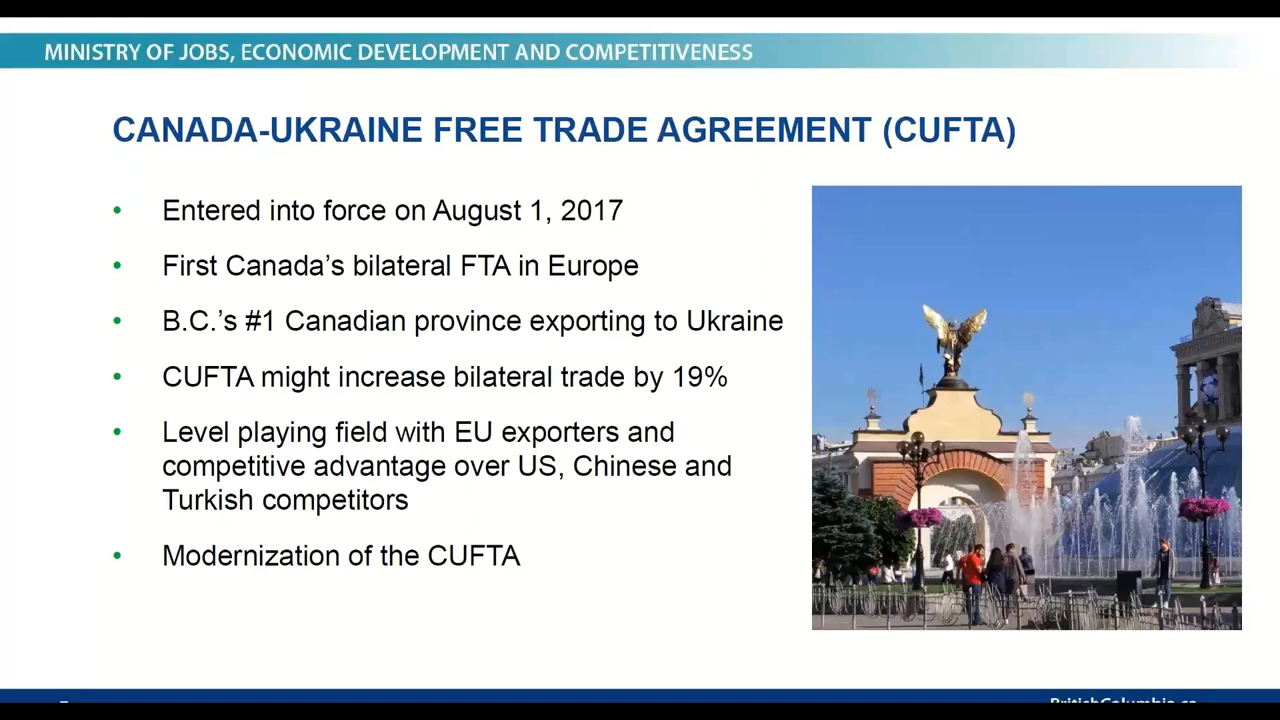 MINISTRY OF JOBS, ECONOMIC DEVELOPMENT AND COMPETITIVENESS
CANADA-UKRAINE FREE TRADE AGREEMENT (CUFTA)
• Entered into force on August 1, 2017
• First Canada’s bilateral FTA in Europe
• B.C.’s #1 Canadian province exporting to Ukraine
• CUFTA might increase bilateral trade by 19%
• Level playing field with EU exporters and
competitive advantage over US, Chinese and
Turkish competitors
• Modernization of the CUFTA
BritishColumbia.ca